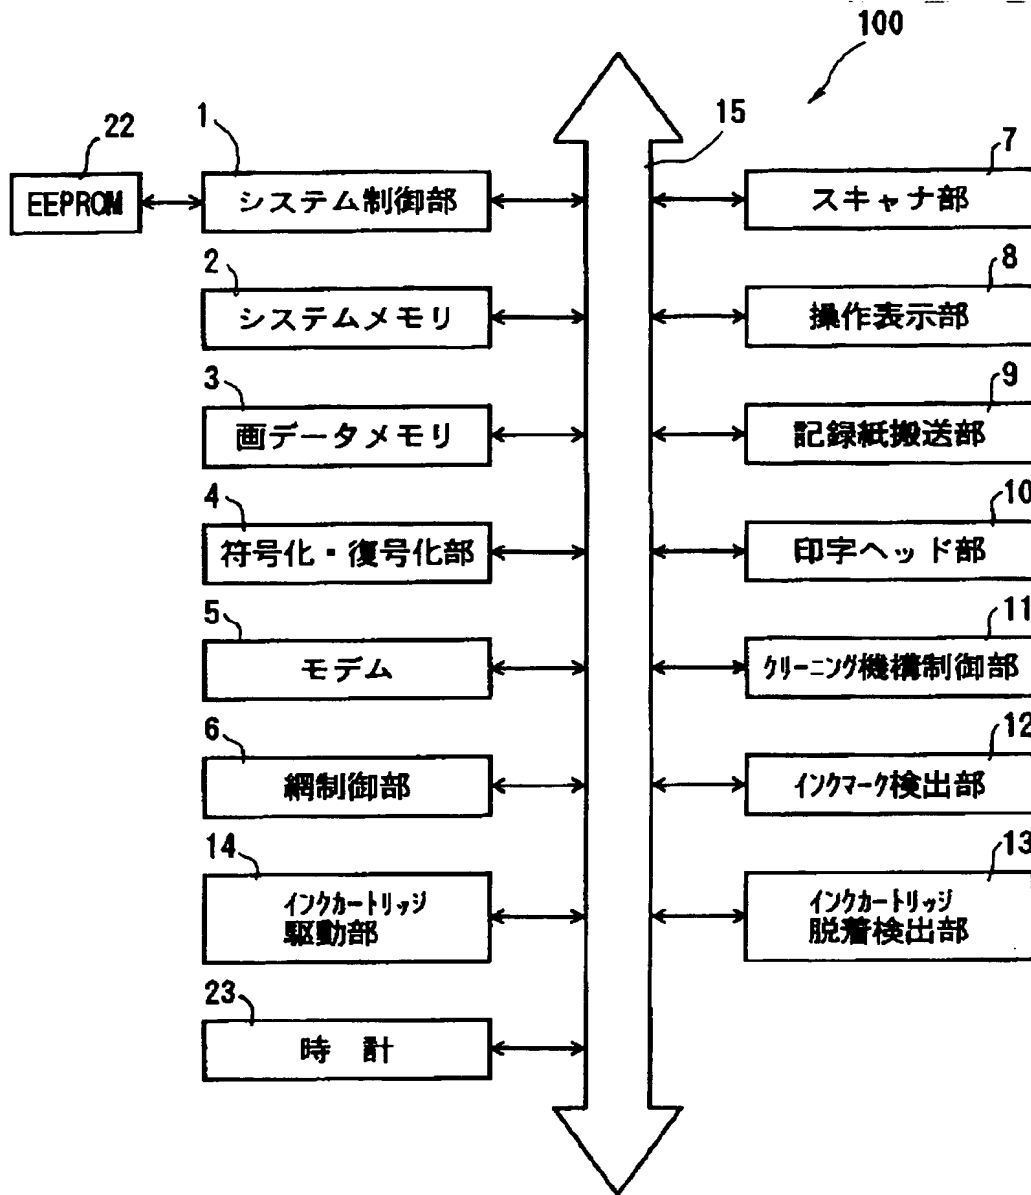 100
15
22
EEPROM
1
システム制御部
2
システムメモリ
3
画データメモリ
4
符号化・復号化部
5
モデム
6
網制御部
14
インクカートリッジ
駆動部
23
時 計
7
スキャナ部
8
操作表示部
9
記録紙搬送部
10
印字ヘッド部
11
クリーニング機構制御部
12
インクマーク検出部
13
インクカートリッジ
脱着検出部